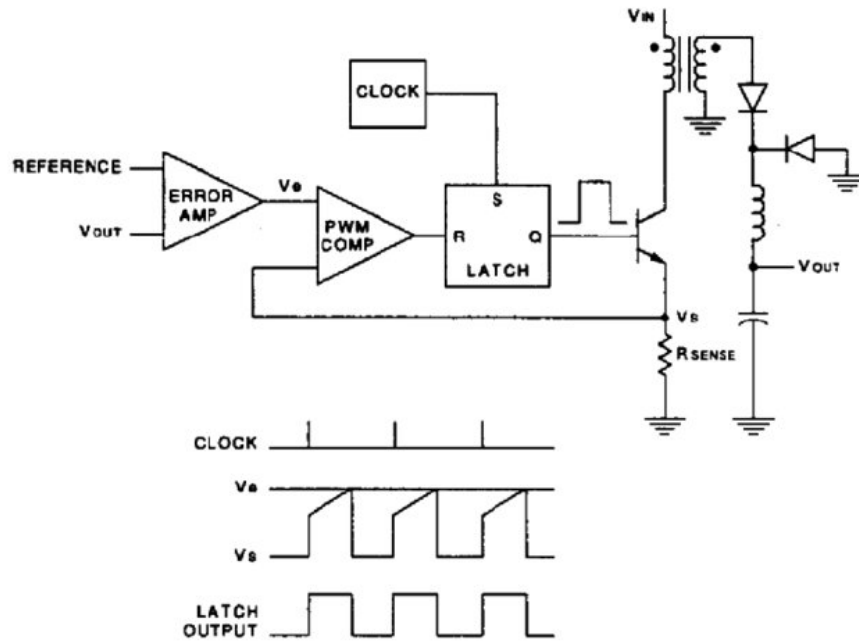 VIN
CLOCK
REFERENCE
ERROR
AMP
Ve
VOUT
PWM
COMP
S
R
Q
LATCH
VOUT
VS
RSENSE
CLOCK
Ve
VS
LATCH
OUTPUT